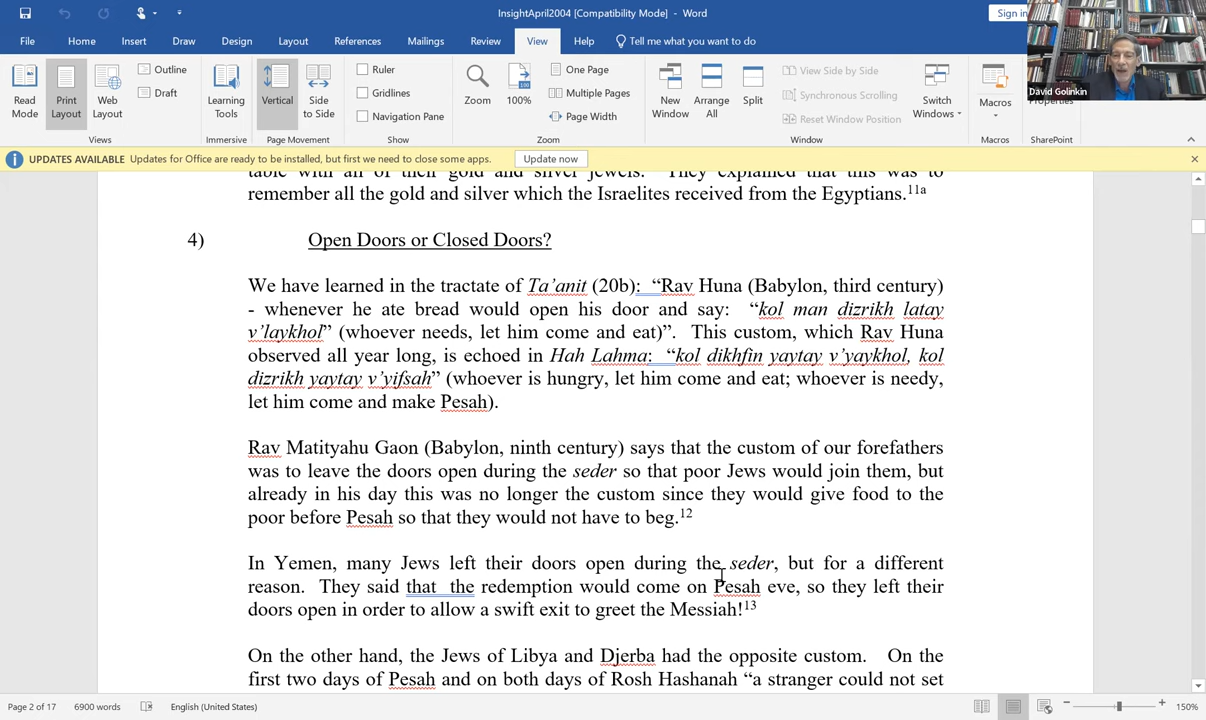 InsightApril2004 [Compatibility Mode] - Word
Sign in
File Home Insert Draw Design Layout References Mailings Review View Help Tell me what you want to do
David Golinkin
Read Mode
Print Layout
Web Layout
Outline
Draft
Views
Learning Tools
Immersive
Vertical
Side to Side
Page Movement
Ruler
Gridlines
Navigation Pane
Show
Zoom
100%
One Page
Multiple Pages
Page Width
Zoom
New Window
Arrange All
Split
View Side by Side
Synchronous Scrolling
Reset Window Position
Switch Windows
Window
Macros
Macros
Properties
SharePoint
UPDATES AVAILABLE Updates for Office are ready to be installed, but first we need to close some apps. Update now
table with all of their gold and silver jewels. They explained that this was to
remember all the gold and silver which the Israelites received from the Egyptians.11a
4) Open Doors or Closed Doors?
We have learned in the tractate of Ta’anit (20b): “Rav Huna (Babylon, third century)
- whenever he ate bread would open his door and say: “kol man dizrikh latay
v’laykhol” (whoever needs, let him come and eat)”. This custom, which Rav Huna
observed all year long, is echoed in Hah Lahma: “kol dikhfin yaytay v’yaykhol, kol
dizrikh yaytay v’yifsah” (whoever is hungry, let him come and eat; whoever is needy,
let him come and make Pesah).
Rav Matityahu Gaon (Babylon, ninth century) says that the custom of our forefathers
was to leave the doors open during the seder so that poor Jews would join them, but
already in his day this was no longer the custom since they would give food to the
poor before Pesah so that they would not have to beg.12
In Yemen, many Jews left their doors open during the seder, but for a different
reason. They said that the redemption would come on Pesah eve, so they left their
doors open in order to allow a swift exit to greet the Messiah!13
On the other hand, the Jews of Libya and Djerba had the opposite custom. On the
first two days of Pesah and on both days of Rosh Hashanah “a stranger could not set
Page 2 of 17 6900 words English (United States) 150%